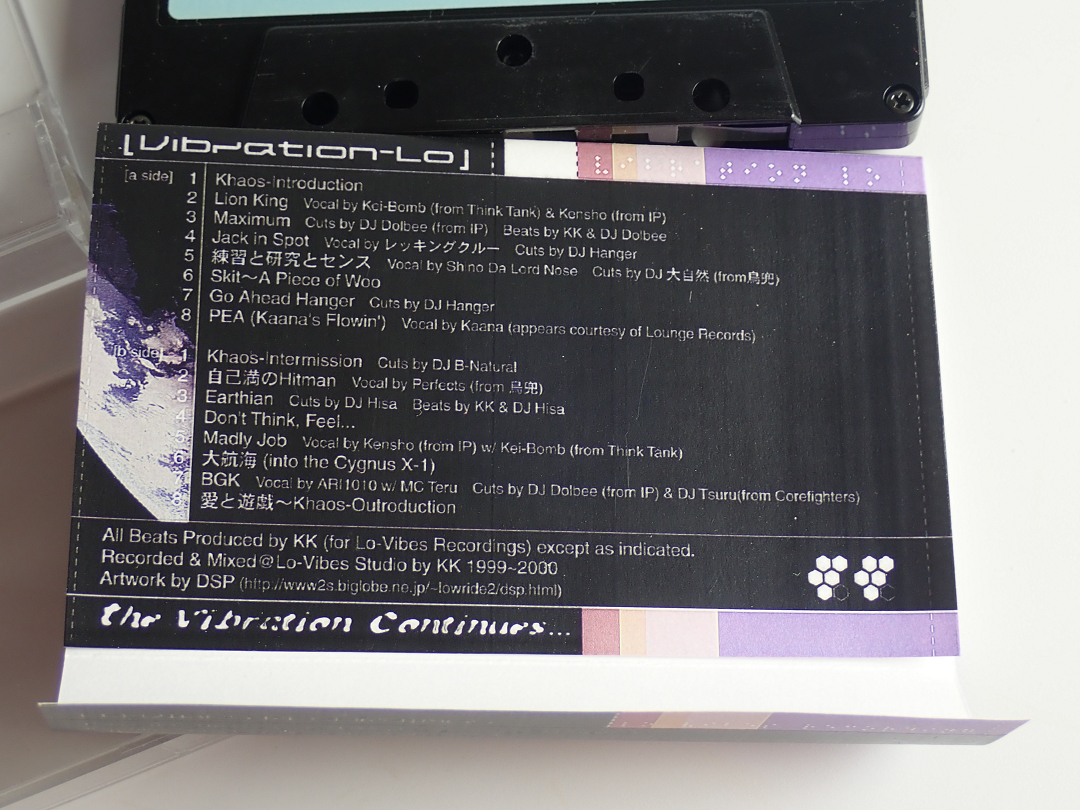 [Vibration-Lo]
[a side] 1 Khaos-Introduction
2 Lion King Vocal by Kei-Bomb (from Think Tank) & Kensho (from IP)
3 Maximum Cuts by DJ Dolbee (from IP) Beats by KK & DJ Dolbee
4 Jack in Spot Vocal by レッキングクルー Cuts by DJ Hanger
5 練習と研究とセンス Vocal by Shino Da Lord Nose Cuts by DJ 大自然 (from烏兜)
6 Skit〜A Piece of Woo
7 Go Ahead Hanger Cuts by DJ Hanger
8 PEA (Kaana's Flowin') Vocal by Kaana (appears courtesy of Lounge Records)
[b side] 1 Khaos-Intermission Cuts by DJ B-Natural
2 自己満のHitman Vocal by Perfects (from 烏兜)
3 Earthian Cuts by DJ Hisa Beats by KK & DJ Hisa
4 Don't Think, Feel...
5 Madly Job Vocal by Kensho (from IP) w/ Kei-Bomb (from Think Tank)
6 大航海 (into the Cygnus X-1)
7 BGK Vocal by ARI1010 w/ MC Teru Cuts by DJ Dolbee (from IP) & DJ Tsuru(from Corefighters)
8 愛と遊戯〜Khaos-Outroduction
All Beats Produced by KK (for Lo-Vibes Recordings) except as indicated.
Recorded & Mixed@Lo-Vibes Studio by KK 1999~2000
Artwork by DSP (http://www2s.biglobe.ne.jp/~lowride2/dsp.html)
the Vibration Continues...